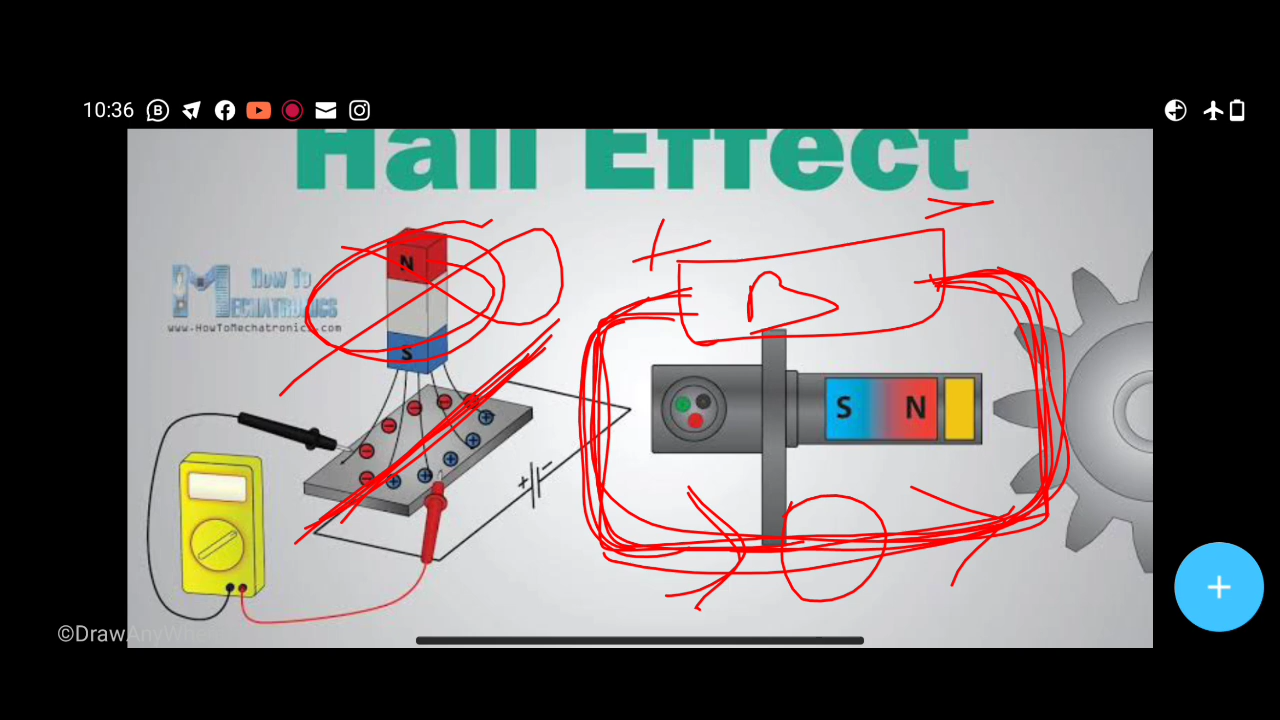 10:36
Hall Effect
N
How To
MECHATRONICS
www.HowToMechatronics.com
S
S N
+ -
©DrawAnyWhere